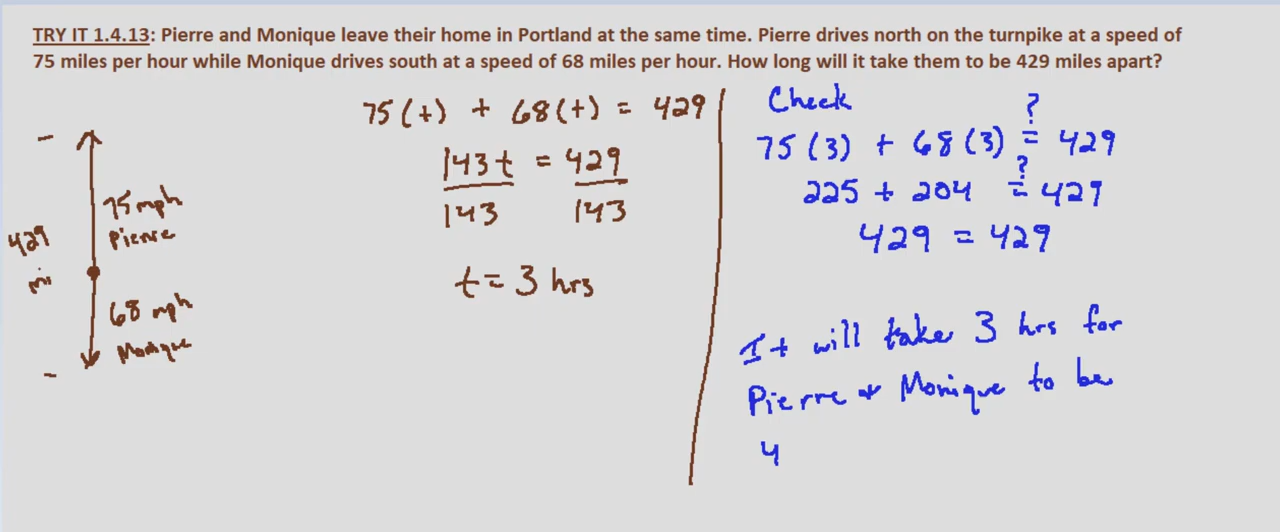 TRY IT 1.4.13: Pierre and Monique leave their home in Portland at the same time. Pierre drives north on the turnpike at a speed of
75 miles per hour while Monique drives south at a speed of 68 miles per hour. How long will it take them to be 429 miles apart?
429
mi
75 mph
Pierre
68 mph
Monique
75(t) + 68(t) = 429
143t = 429
143 143
t = 3 hrs
Check
?
75(3) + 68(3) = 429
?
225 + 204 = 429
429 = 429
It will take 3 hrs for
Pierre & Monique to be
4